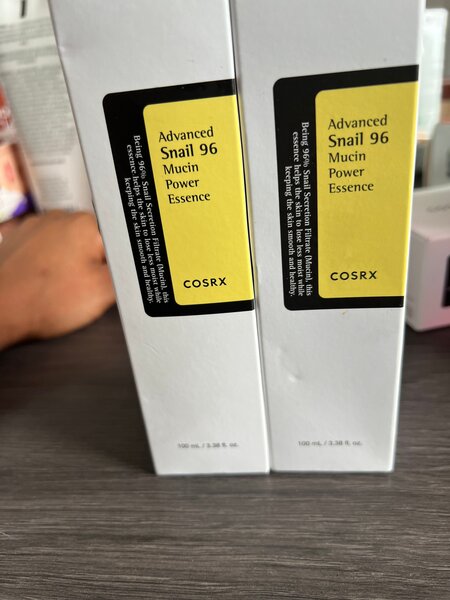 Advanced
Snail 96
Mucin
Power
Essence
Being 96% Snail Secretion Filtrate (Mucin), this
essence helps the skin to lose less moist while
keeping the skin smooth and healthy.
COSRX
100 mL / 3.38 fl. oz.
Advanced
Snail 96
Mucin
Power
Essence
Being 96% Snail Secretion Filtrate (Mucin), this
essence helps the skin to lose less moist while
keeping the skin smooth and healthy.
COSRX
100 mL / 3.38 fl. oz.